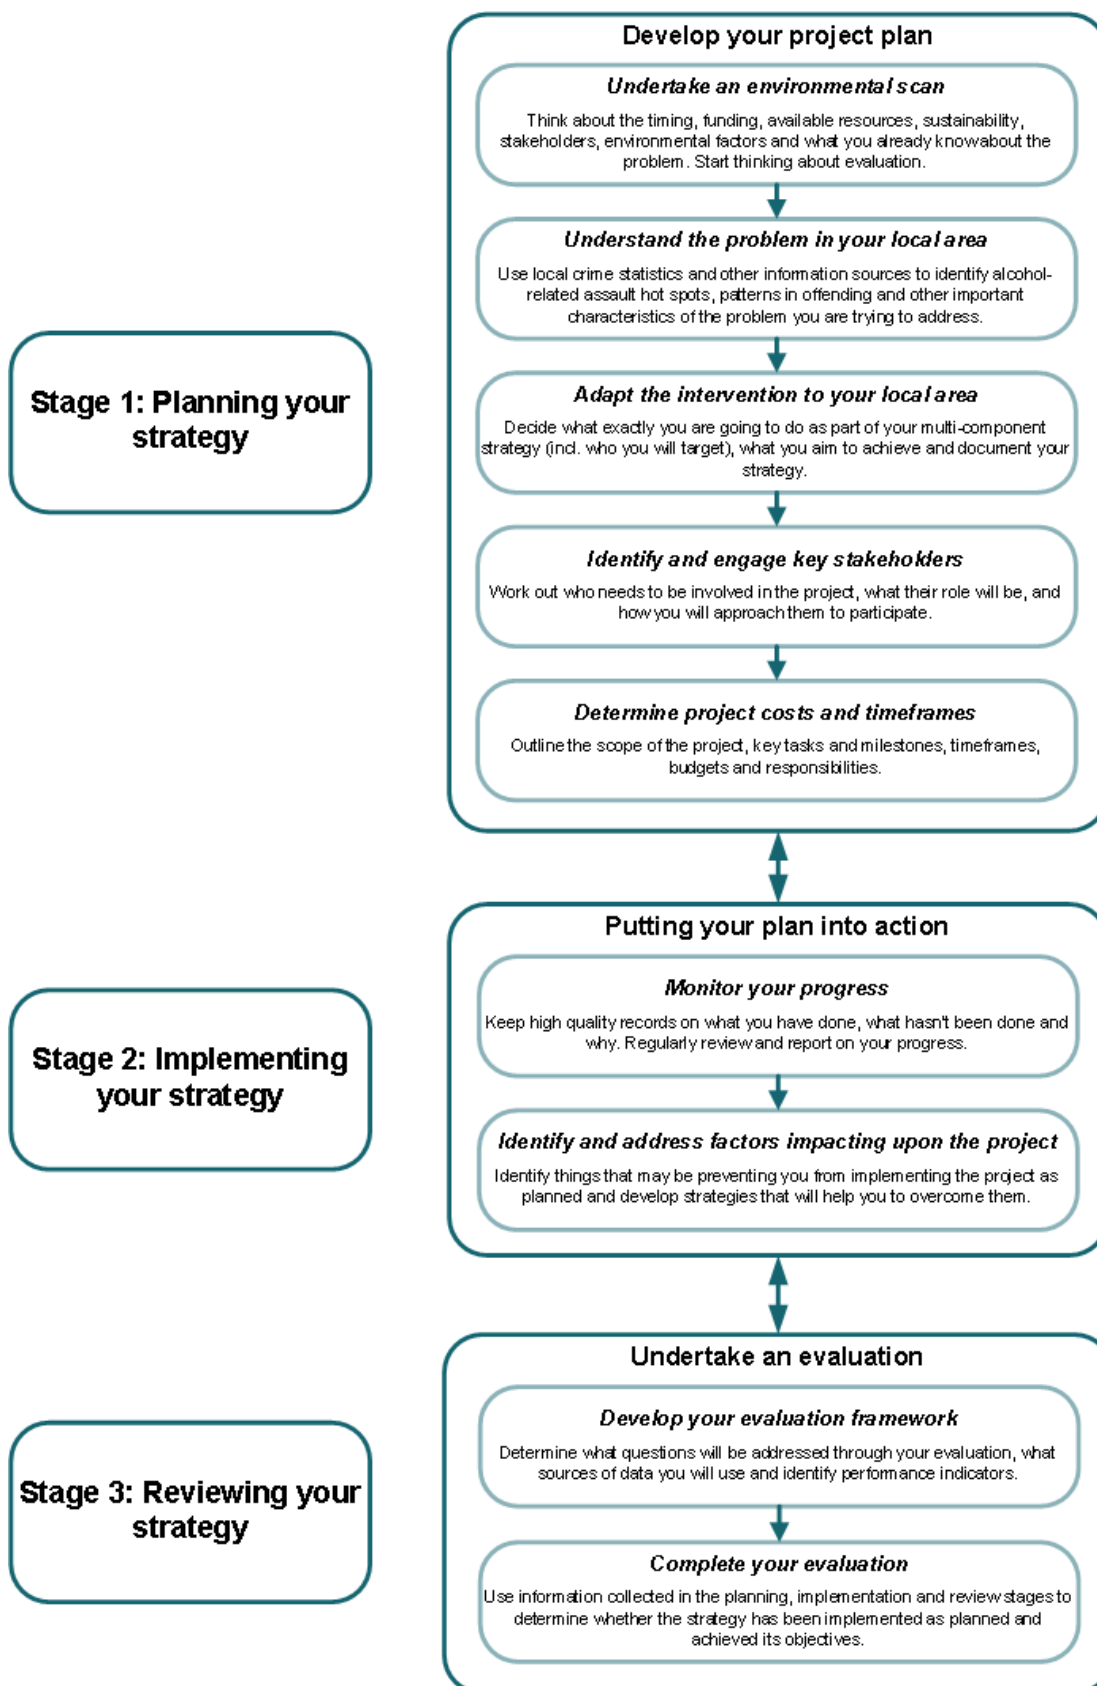 Develop your project plan
Undertake an environmental scan
Think about the timing, funding, available resources, sustainability,
stakeholders, environmental factors and what you already know about the
problem. Start thinking about evaluation.
Understand the problem in your local area
Use local crime statistics and other information sources to identify alcohol-
related assault hot spots, patterns in offending and other important
characteristics of the problem you are trying to address.
Stage 1: Planning your
strategy
Adapt the intervention to your local area
Decide what exactly you are going to do as part of your multi-component
strategy (incl. who you will target), what you aim to achieve and document your
strategy.
Identify and engage key stakeholders
Work out who needs to be involved in the project, what their role will be, and
how you will approach them to participate.
Determine project costs and timeframes
Outline the scope of the project, key tasks and milestones, timeframes,
budgets and responsibilities.
Putting your plan into action
Monitor your progress
Keep high quality records on what you have done, what hasn't been done and
why. Regularly review and report on your progress.
Stage 2: Implementing
your strategy
Identify and address factors impacting upon the project
Identify things that may be preventing you from implementing the project as
planned and develop strategies that will help you to overcome them.
Undertake an evaluation
Develop your evaluation framework
Determine what questions will be addressed through your evaluation, what
sources of data you will use and identify performance indicators.
Stage 3: Reviewing your
strategy
Complete your evaluation
Use information collected in the planning, implementation and review stages to
determine whether the strategy has been implemented as planned and
achieved its objectives.